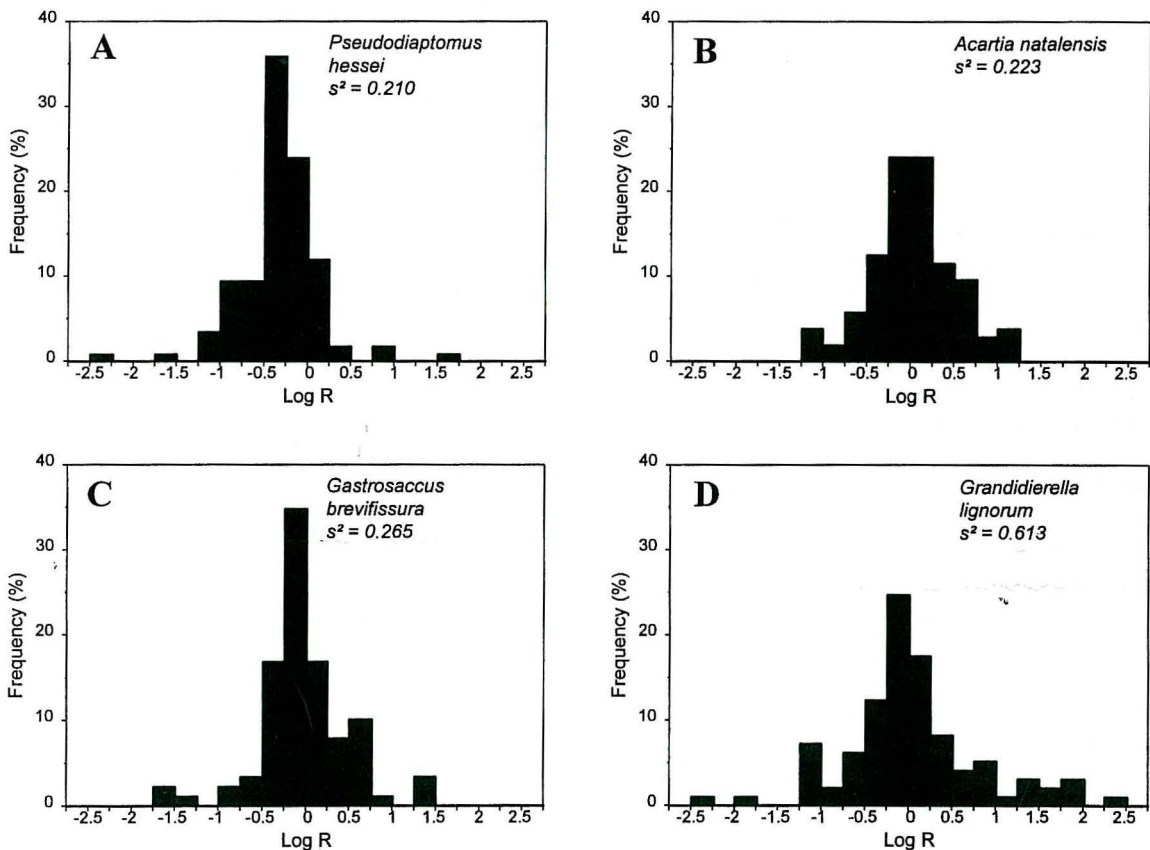 A
Pseudodiaptomus
hessei
s² = 0.210
40
30
20
10
0
Frequency (%)
-2.5 -2 -1.5 -1 -0.5 0 0.5 1 1.5 2 2.5
Log R
B
Acartia natalensis
s² = 0.223
40
30
20
10
0
Frequency (%)
-2.5 -2 -1.5 -1 -0.5 0 0.5 1 1.5 2 2.5
Log R
C
Gastrosaccus
brevifissura
s² = 0.265
40
30
20
10
0
Frequency (%)
-2.5 -2 -1.5 -1 -0.5 0 0.5 1 1.5 2 2.5
Log R
D
Grandidierella
lignorum
s² = 0.613
40
30
20
10
0
Frequency (%)
-2.5 -2 -1.5 -1 -0.5 0 0.5 1 1.5 2 2.5
Log R